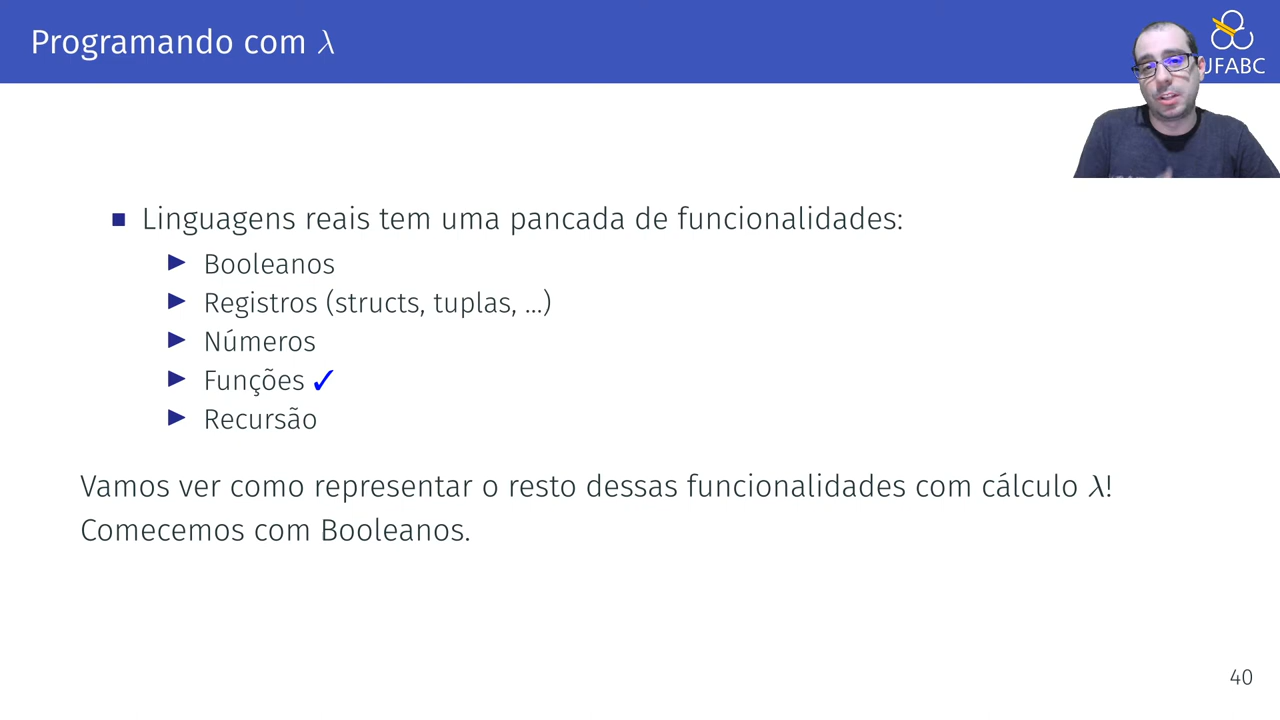 Programando com λ
UFABC
■ Linguagens reais tem uma pancada de funcionalidades:
▶ Booleanos
▶ Registros (structs, tuplas, ...)
▶ Números
▶ Funções ✓
▶ Recursão
Vamos ver como representar o resto dessas funcionalidades com cálculo λ!
Comecemos com Booleanos.
40